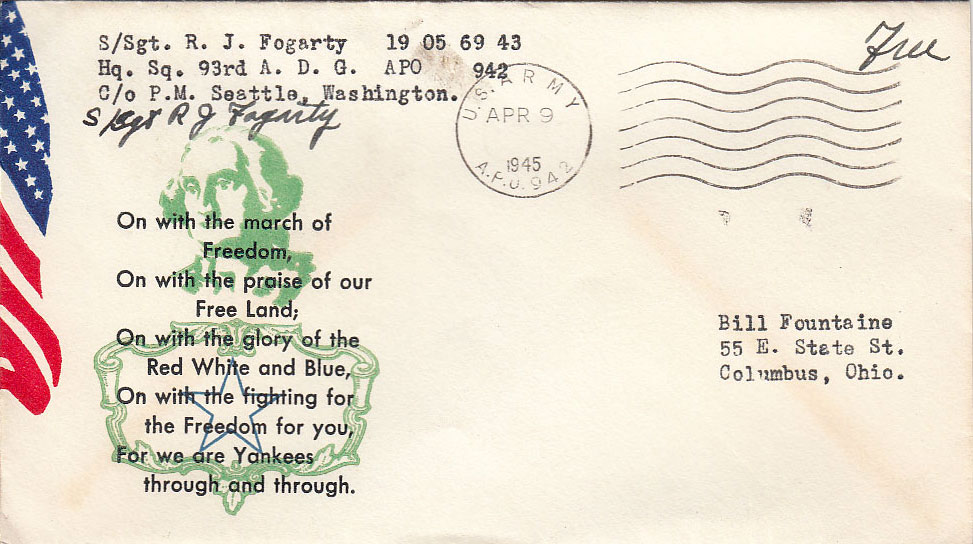 S/Sgt. R. J. Fogarty 19 05 69 43
Hq. Sq. 93rd A. D. G. APO 942
C/o P.M. Seattle, Washington.
S/Sgt R J Fogarty
Free
U.S. ARMY
APR 9
1945
A.P.O. 942
On with the march of
Freedom,
On with the praise of our
Free Land;
On with the glory of the
Red White and Blue,
On with the fighting for
the Freedom for you,
For we are Yankees
through and through.
Bill Fountaine
55 E. State St.
Columbus, Ohio.